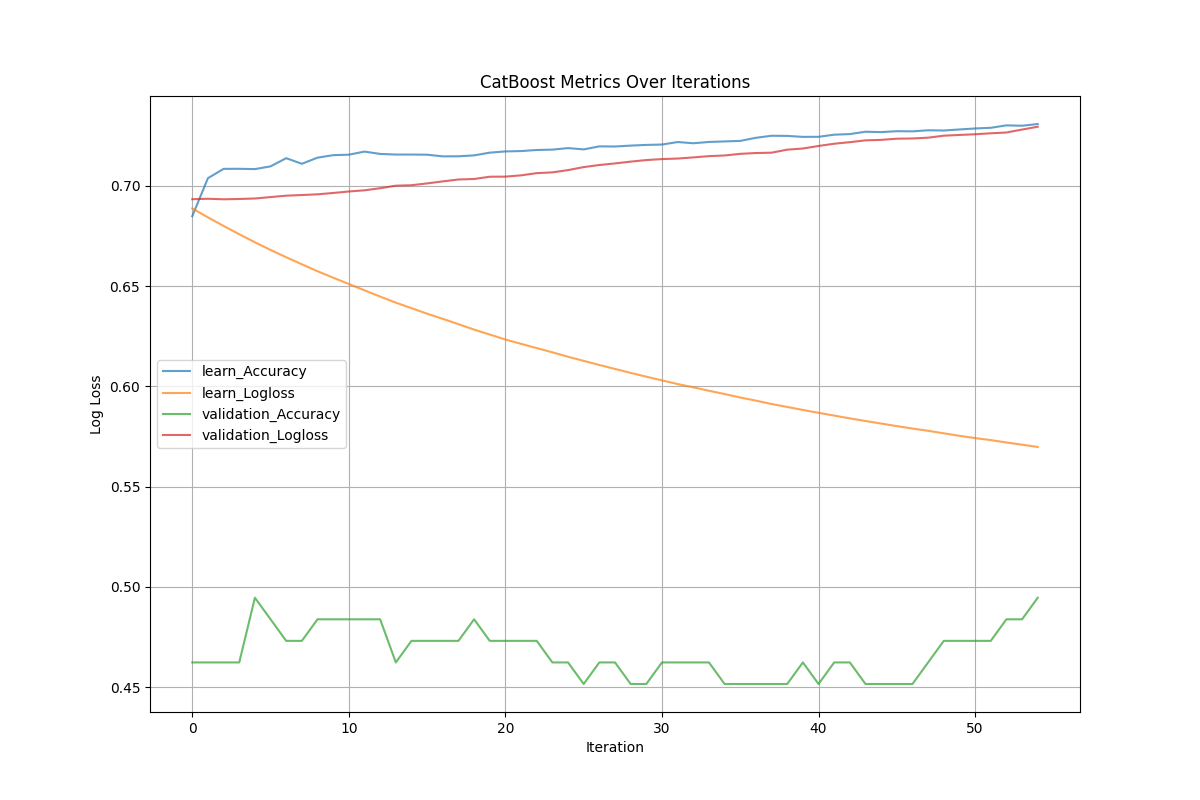 CatBoost Metrics Over Iterations
Log Loss
0.70
0.65
0.60
0.55
0.50
0.45
learn_Accuracy
learn_Logloss
validation_Accuracy
validation_Logloss
0 10 20 30 40 50
Iteration